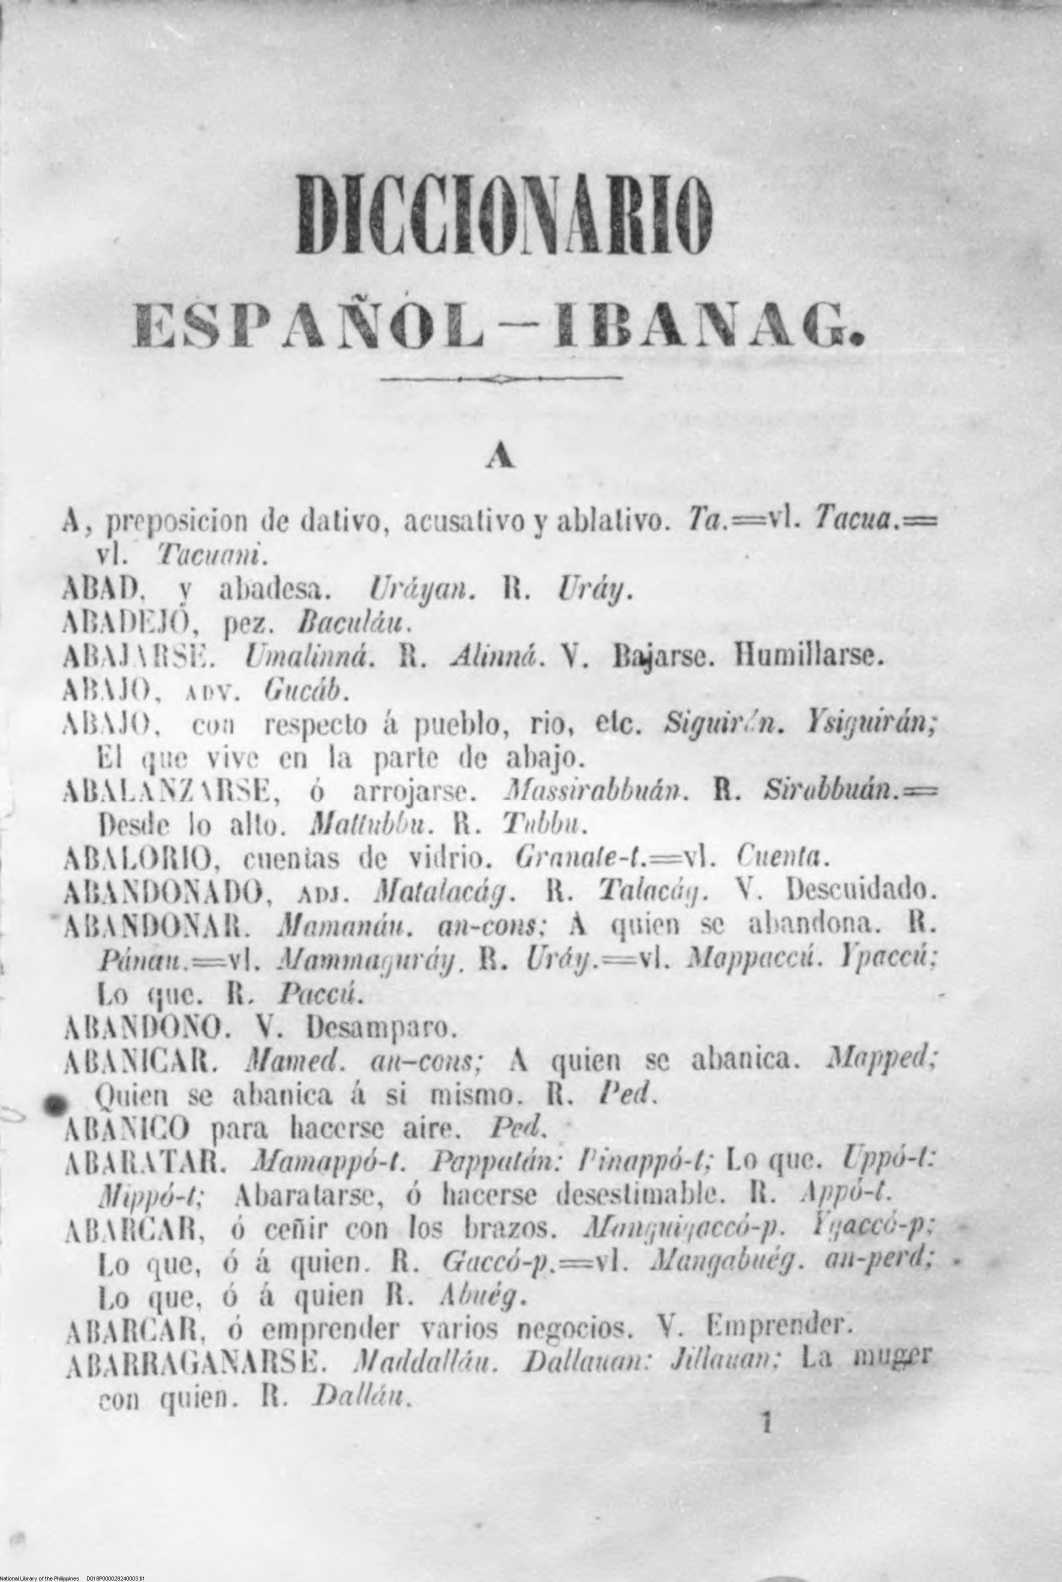 DICCIONARIO
ESPAÑOL—IBANAG.
A
A, preposicion de dativo, acusativo y ablativo. Ta.=vl. Tacua.=
vl. Tacuani.
ABAD, y abadesa. Uráyan. R. Uráy.
ABADEJO, pez. Baculáu.
ABAJARSE. Umalinná. R. Alinná. V. Bajarse. Humillarse.
ABAJO, ADV. Gucáb.
ABAJO, con respecto á pueblo, rio, etc. Siguirán. Ysiguirán;
El que vive en la parte de abajo.
ABALANZARSE, ó arrojarse. Massirabbuán. R. Sirabbuán.=
Desde lo alto. Mattubbu. R. Tubbu.
ABALORIO, cuentas de vidrio. Granate-t.=vl. Cuenta.
ABANDONADO, ADJ. Matalacág. R. Talacág. V. Descuidado.
ABANDONAR. Mamanáu. an-cons; A quien se abandona. R.
Pánau.=vl. Mammaguráy. R. Uráy.=vl. Mappaccú. Ypaccú;
Lo que. R. Paccú.
ABANDONO. V. Desamparo.
ABANICAR. Mamed. an-cons; A quien se abanica. Mapped;
Quien se abanica á si mismo. R. Ped.
ABANICO para hacerse aire. Ped.
ABARATAR. Mamappó-t. Pappatán: Pinappó-t; Lo que. Uppó-t:
Mippó-t; Abaratarse, ó hacerse desestimable. R. Appó-t.
ABARCAR, ó ceñir con los brazos. Manguigaccó-p. Ygaccó-p;
Lo que, ó á quien. R. Gaccó-p.=vl. Mangabuég. an-perd;
Lo que, ó á quien R. Abuég.
ABARCAR, ó emprender varios negocios. V. Emprender.
ABARRAGANARSE. Maddalláu. Dallauan: Jillauan; La muger
con quien. R. Dalláu.
1
National Library of the Philippines